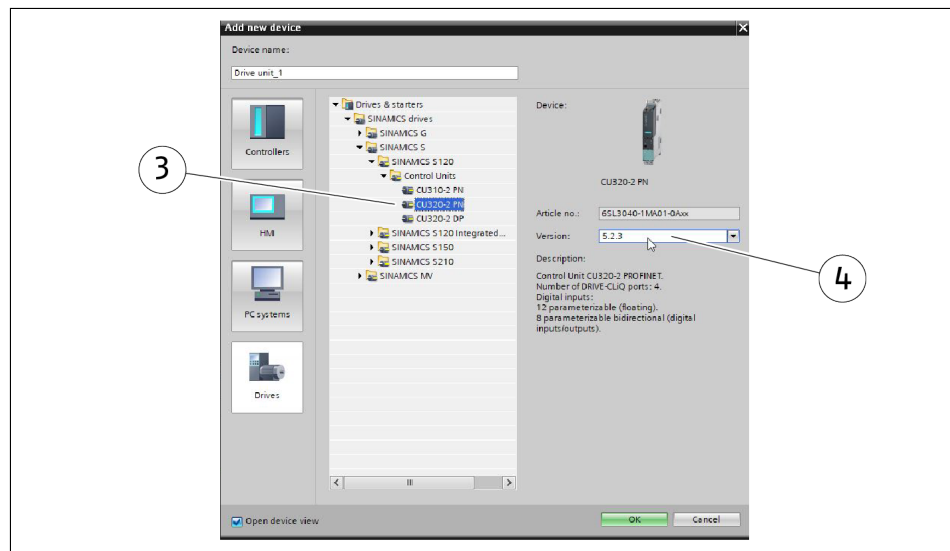 Add new device
Device name:
Drive unit_1
Controllers
HMI
PC systems
Drives
Drives & starters
SINAMICS drives
SINAMICS G
SINAMICS S
SINAMICS S120
Control Units
CU310-2 PN
CU320-2 PN
CU320-2 DP
SINAMICS S120 Integrated...
SINAMICS S150
SINAMICS S210
SINAMICS MV
3
Device:
CU320-2 PN
Article no.: 6SL3040-1MA01-0Axx
Version: 5.2.3
4
Description:
Control Unit CU320-2 PROFINET.
Number of DRIVE-CLiQ ports: 4.
Digital inputs:
12 parameterizable (floating).
8 parameterizable bidirectional (digital
inputs/outputs).
Open device view
OK
Cancel